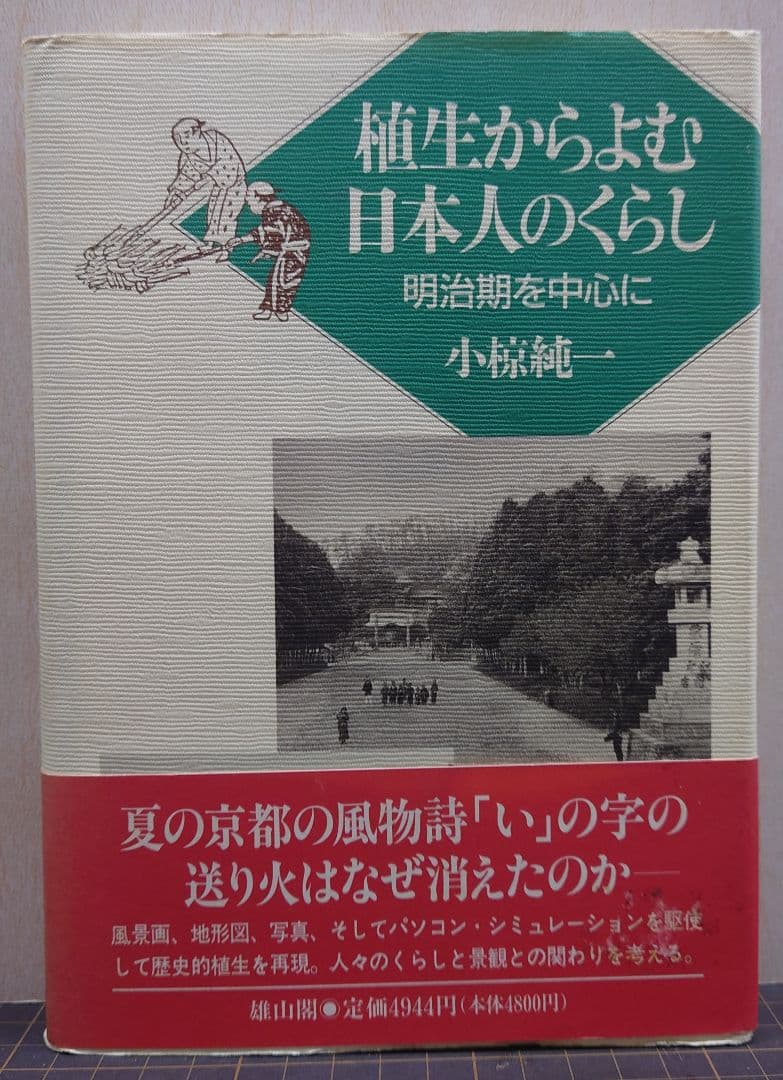 植生からよむ
日本人のくらし
明治期を中心に
小椋純一
夏の京都の風物詩「い」の字の
送り火はなぜ消えたのか―
風景画、地形図、写真、そしてパソコン・シミュレーションを駆使
して歴史的植生を再現。人々のくらしと景観との関わりを考える。
雄山閣◉定価4944円(本体4800円)